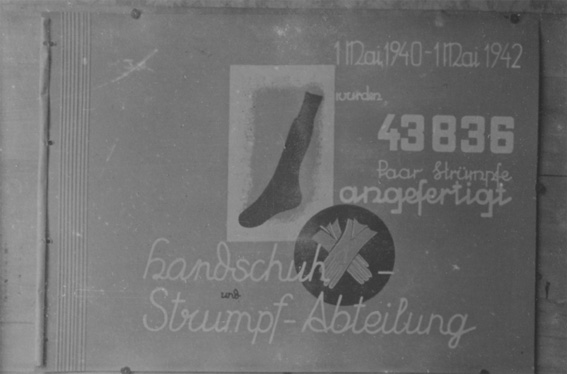 1 Mai 1940 - 1 Mai 1942
wurden
43836
Paar Strümpfe
angefertigt
Handschuh -
und
Strumpf - Abteilung